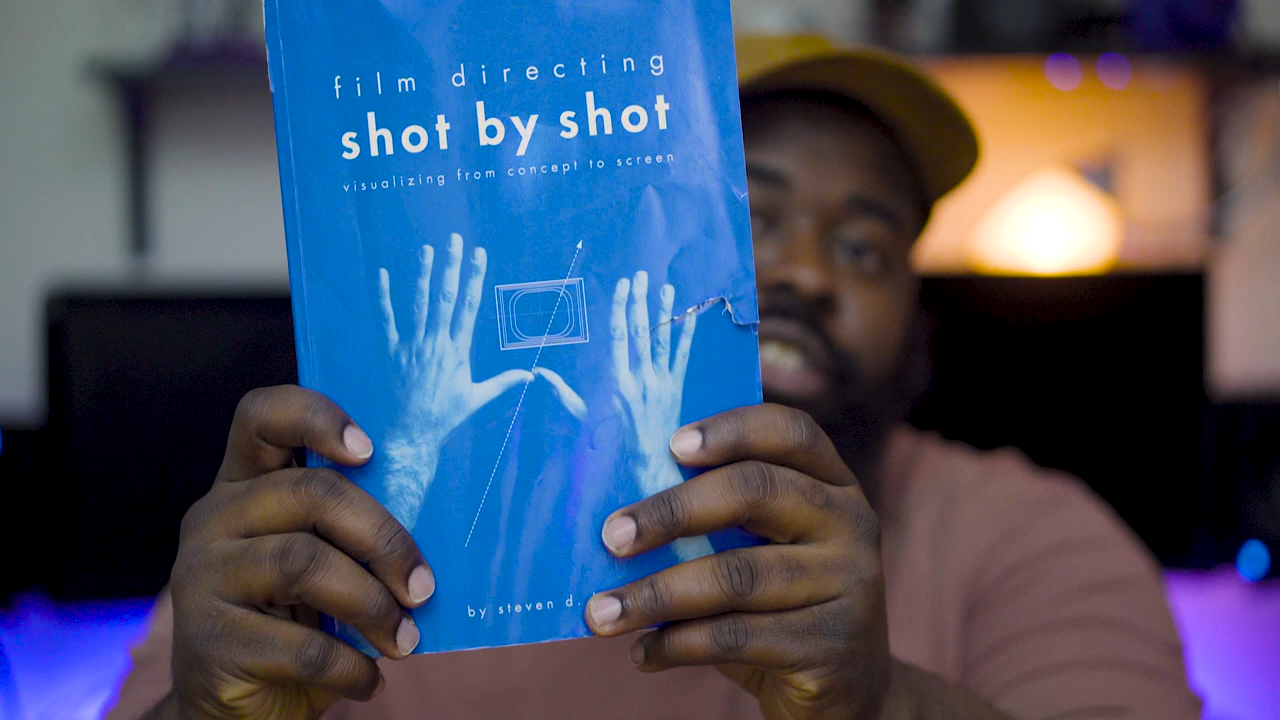 film directing
shot by shot
visualizing from concept to screen
by steven d.